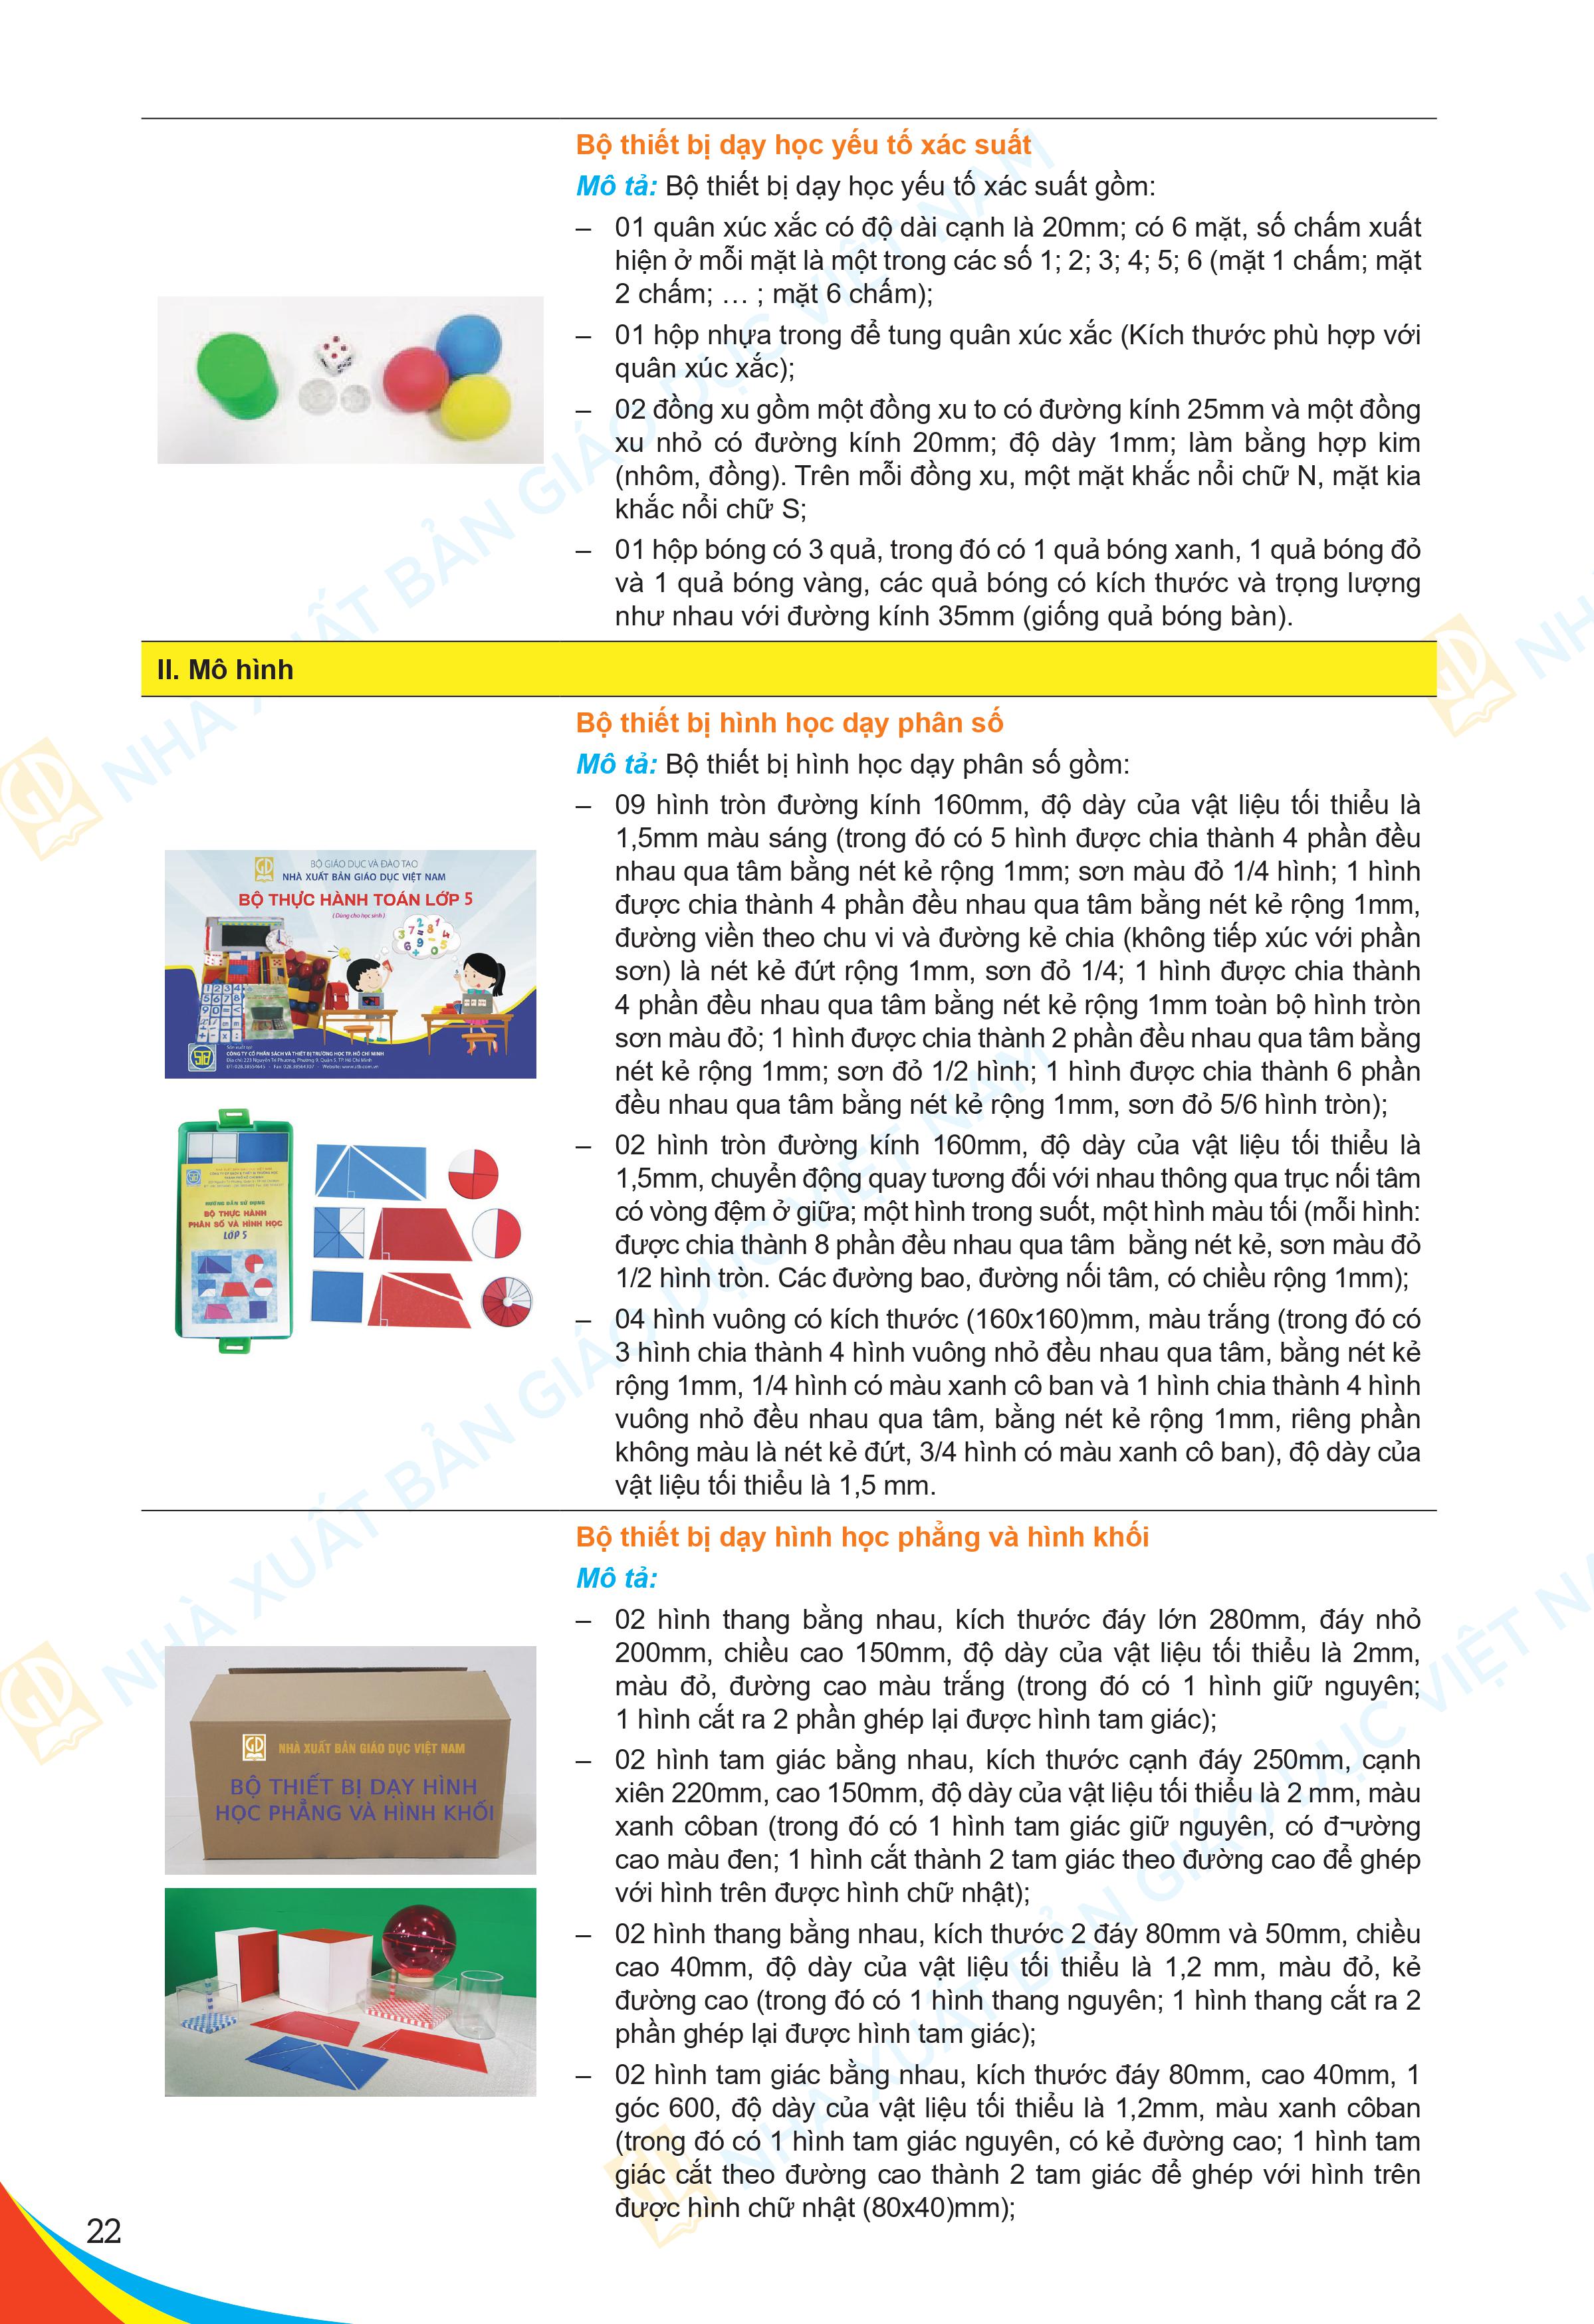 Bộ thiết bị dạy học yếu tố xác suất
Mô tả: Bộ thiết bị dạy học yếu tố xác suất gồm:
– 01 quân xúc xắc có độ dài cạnh là 20mm; có 6 mặt, số chấm xuất
hiện ở mỗi mặt là một trong các số 1; 2; 3; 4; 5; 6 (mặt 1 chấm; mặt
2 chấm; … ; mặt 6 chấm);
– 01 hộp nhựa trong để tung quân xúc xắc (Kích thước phù hợp với
quân xúc xắc);
– 02 đồng xu gồm một đồng xu to có đường kính 25mm và một đồng
xu nhỏ có đường kính 20mm; độ dày 1mm; làm bằng hợp kim
(nhôm, đồng). Trên mỗi đồng xu, một mặt khắc nổi chữ N, mặt kia
khắc nổi chữ S;
– 01 hộp bóng có 3 quả, trong đó có 1 quả bóng xanh, 1 quả bóng đỏ
và 1 quả bóng vàng, các quả bóng có kích thước và trọng lượng
như nhau với đường kính 35mm (giống quả bóng bàn).
II. Mô hình
Bộ thiết bị hình học dạy phân số
Mô tả: Bộ thiết bị hình học dạy phân số gồm:
– 09 hình tròn đường kính 160mm, độ dày của vật liệu tối thiểu là
1,5mm màu sáng (trong đó có 5 hình được chia thành 4 phần đều
nhau qua tâm bằng nét kẻ rộng 1mm; sơn màu đỏ 1/4 hình; 1 hình
được chia thành 4 phần đều nhau qua tâm bằng nét kẻ rộng 1mm,
đường viền theo chu vi và đường kẻ chia (không tiếp xúc với phần
sơn) là nét kẻ đứt rộng 1mm, sơn đỏ 1/4; 1 hình được chia thành
4 phần đều nhau qua tâm bằng nét kẻ rộng 1mm toàn bộ hình tròn
sơn màu đỏ; 1 hình được chia thành 2 phần đều nhau qua tâm bằng
nét kẻ rộng 1mm; sơn đỏ 1/2 hình; 1 hình được chia thành 6 phần
đều nhau qua tâm bằng nét kẻ rộng 1mm, sơn đỏ 5/6 hình tròn);
– 02 hình tròn đường kính 160mm, độ dày của vật liệu tối thiểu là
1,5mm, chuyển động quay tương đối với nhau thông qua trục nối tâm
có vòng đệm ở giữa; một hình trong suốt, một hình màu tối (mỗi hình:
được chia thành 8 phần đều nhau qua tâm bằng nét kẻ, sơn màu đỏ
1/2 hình tròn. Các đường bao, đường nối tâm, có chiều rộng 1mm);
– 04 hình vuông có kích thước (160x160)mm, màu trắng (trong đó có
3 hình chia thành 4 hình vuông nhỏ đều nhau qua tâm, bằng nét kẻ
rộng 1mm, 1/4 hình có màu xanh cô ban và 1 hình chia thành 4 hình
vuông nhỏ đều nhau qua tâm, bằng nét kẻ rộng 1mm, riêng phần
không màu là nét kẻ đứt, 3/4 hình có màu xanh cô ban), độ dày của
vật liệu tối thiểu là 1,5 mm.
BỘ GIÁO DỤC VÀ ĐÀO TẠO
NHÀ XUẤT BẢN GIÁO DỤC VIỆT NAM
BỘ THỰC HÀNH TOÁN LỚP 5
(Dùng cho học sinh)
CÔNG TY CỔ PHẦN SÁCH VÀ THIẾT BỊ TRƯỜNG HỌC TP. HỒ CHÍ MINH
HƯỚNG DẪN SỬ DỤNG
BỘ THỰC HÀNH
PHÂN SỐ VÀ HÌNH HỌC
LỚP 5
Bộ thiết bị dạy hình học phẳng và hình khối
Mô tả:
– 02 hình thang bằng nhau, kích thước đáy lớn 280mm, đáy nhỏ
200mm, chiều cao 150mm, độ dày của vật liệu tối thiểu là 2mm,
màu đỏ, đường cao màu trắng (trong đó có 1 hình giữ nguyên;
1 hình cắt ra 2 phần ghép lại được hình tam giác);
– 02 hình tam giác bằng nhau, kích thước cạnh đáy 250mm, cạnh
xiên 220mm, cao 150mm, độ dày của vật liệu tối thiểu là 2 mm, màu
xanh côban (trong đó có 1 hình tam giác giữ nguyên, có đ¬ường
cao màu đen; 1 hình cắt thành 2 tam giác theo đường cao để ghép
với hình trên được hình chữ nhật);
– 02 hình thang bằng nhau, kích thước 2 đáy 80mm và 50mm, chiều
cao 40mm, độ dày của vật liệu tối thiểu là 1,2 mm, màu đỏ, kẻ
đường cao (trong đó có 1 hình thang nguyên; 1 hình thang cắt ra 2
phần ghép lại được hình tam giác);
– 02 hình tam giác bằng nhau, kích thước đáy 80mm, cao 40mm, 1
góc 600, độ dày của vật liệu tối thiểu là 1,2mm, màu xanh côban
(trong đó có 1 hình tam giác nguyên, có kẻ đường cao; 1 hình tam
giác cắt theo đường cao thành 2 tam giác để ghép với hình trên
được hình chữ nhật (80x40)mm);
NHÀ XUẤT BẢN GIÁO DỤC VIỆT NAM
BỘ THIẾT BỊ DẠY HÌNH
HỌC PHẲNG VÀ HÌNH KHỐI
22
NHÀ XUẤT BẢN GIÁO DỤC VIỆT NAM
NHÀ XUẤT BẢN GIÁO DỤC VIỆT NAM
NHÀ XUẤT BẢN GIÁO DỤC VIỆT NAM